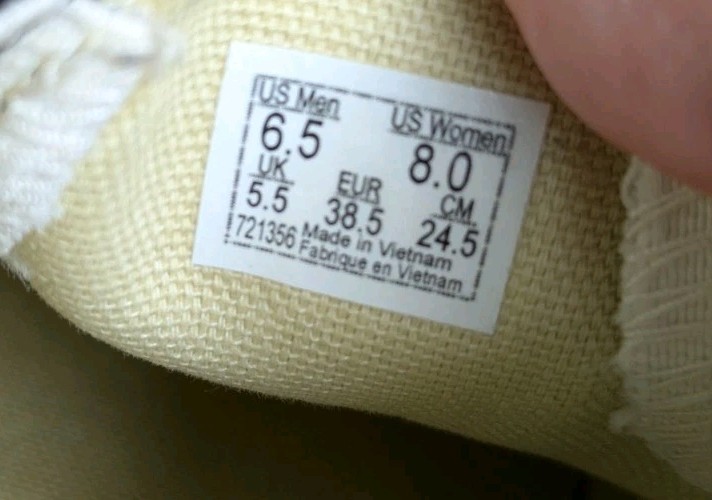 US Men US Women
6.5 8.0
UK EUR CM
5.5 38.5 24.5
721356 Made in Vietnam
Fabrique en Vietnam